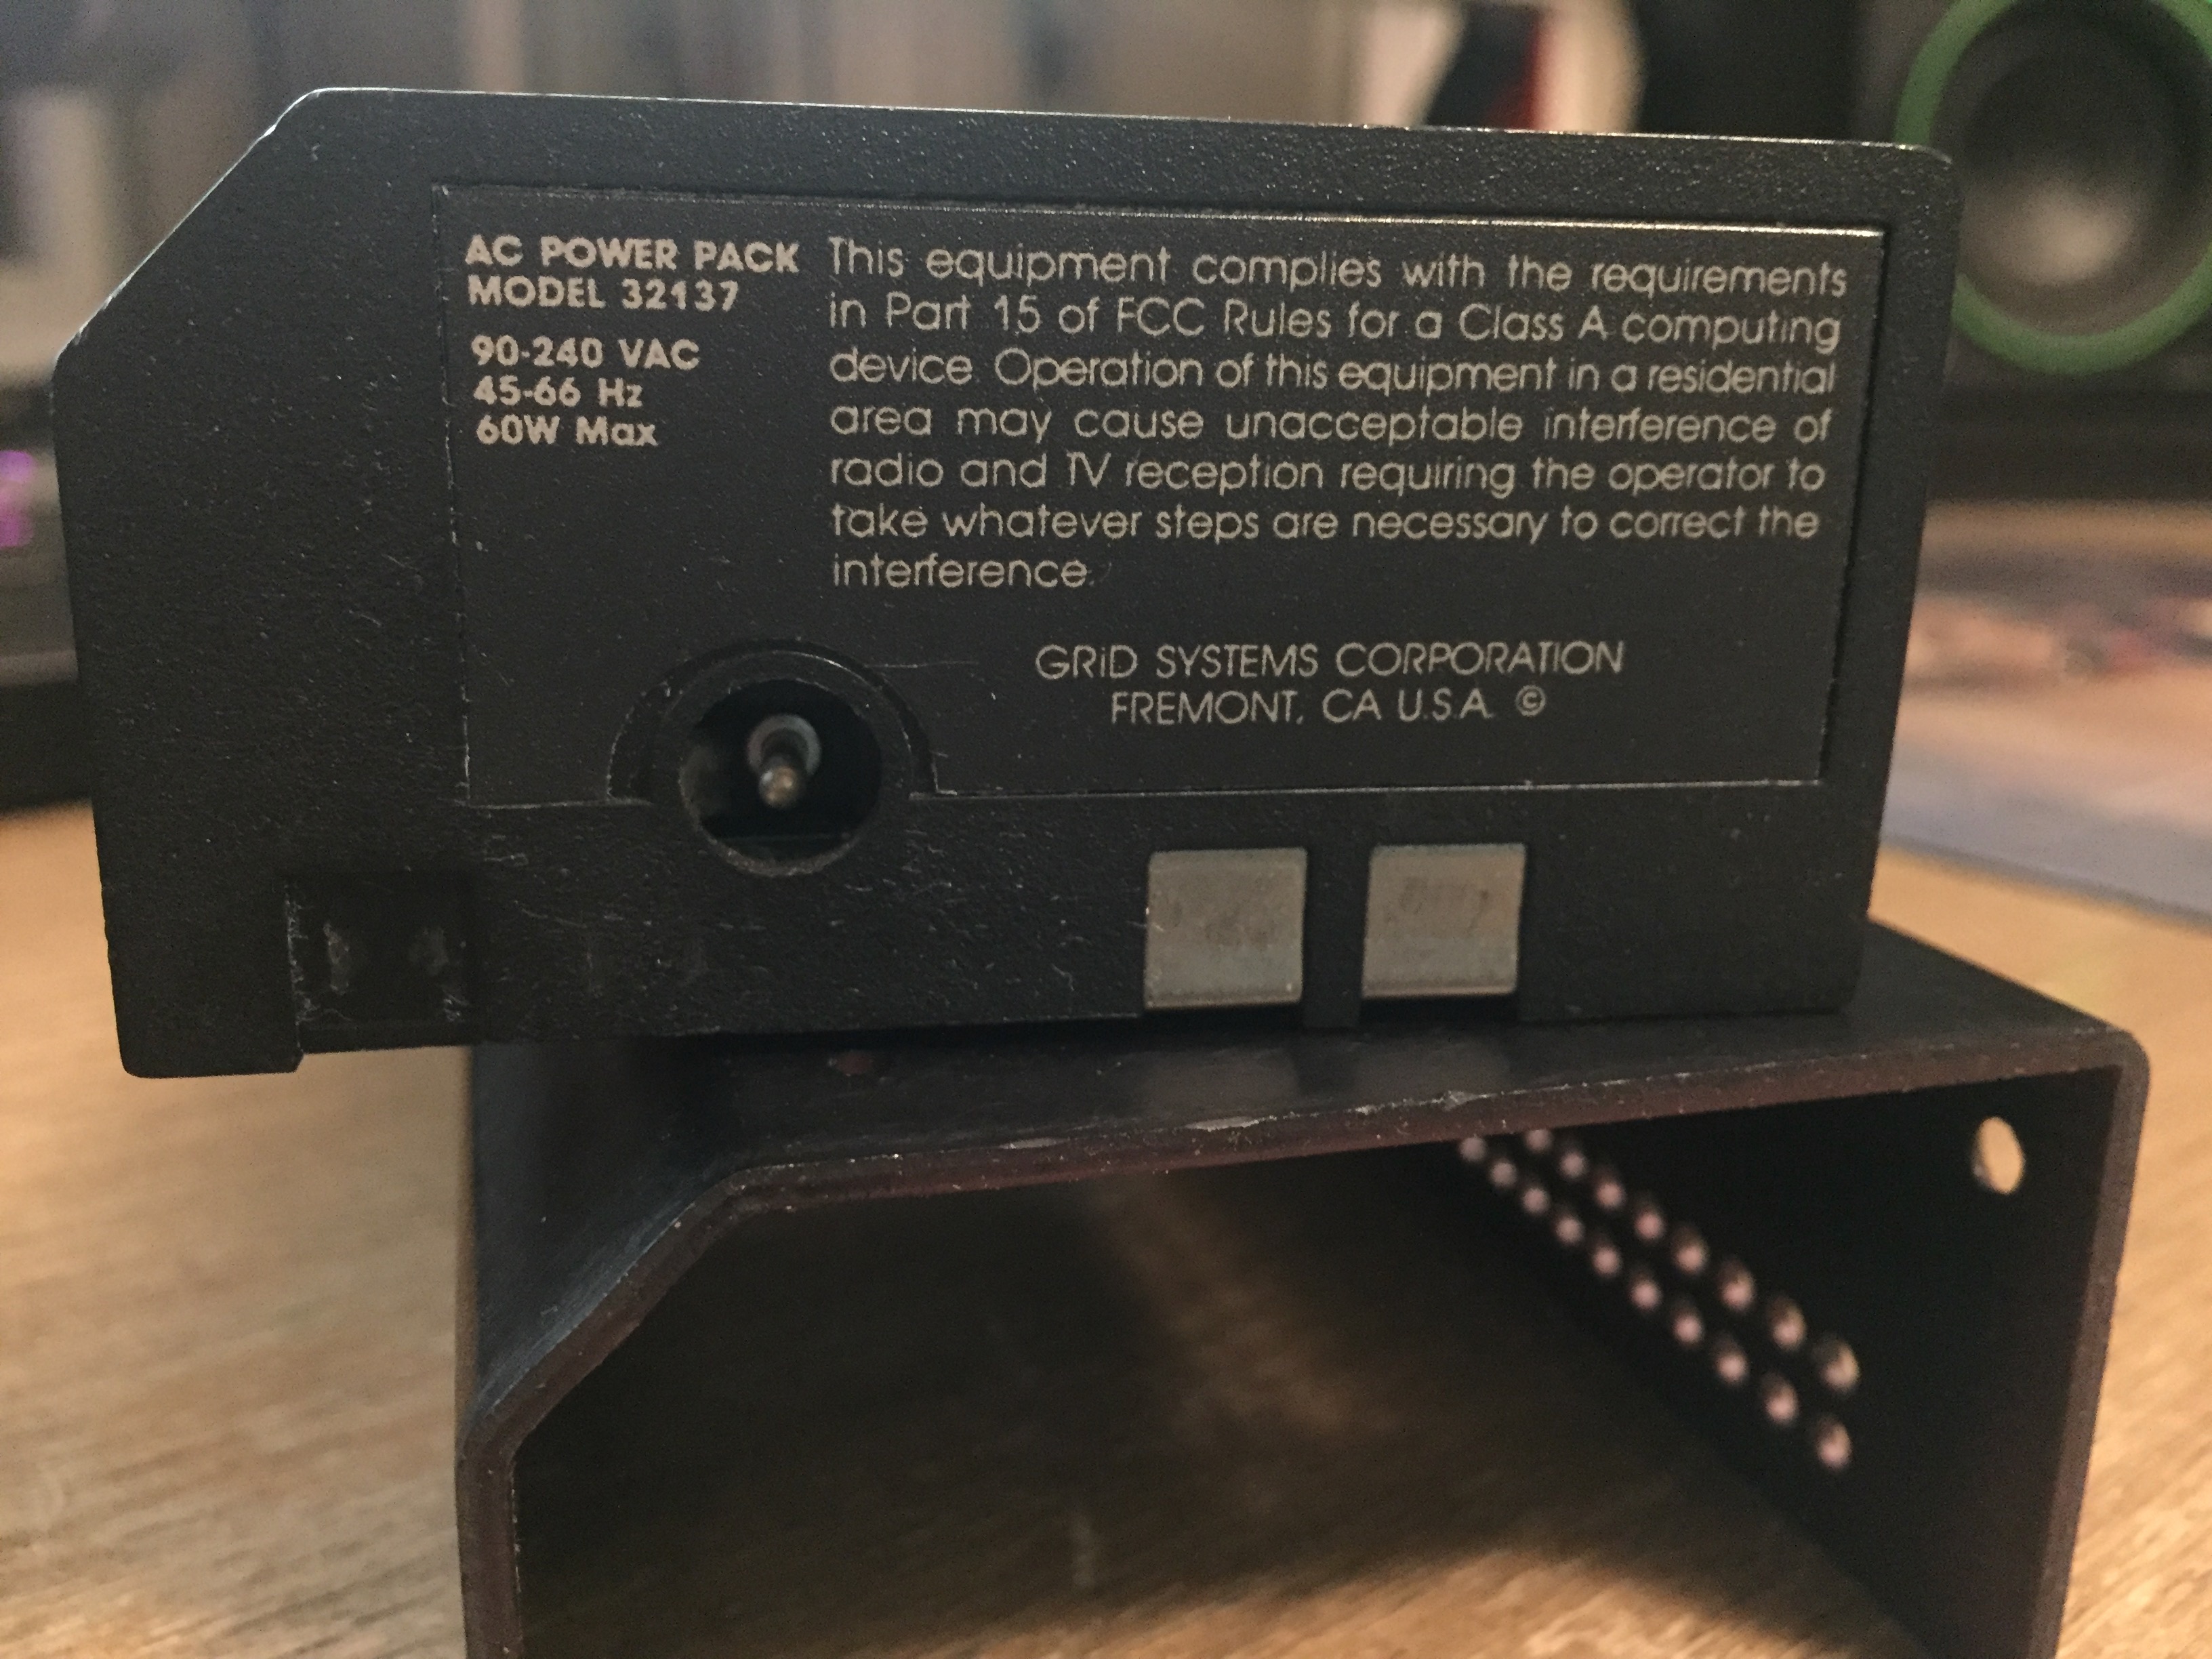 AC POWER PACK
MODEL 32137
90-240 VAC
45-66 Hz
60W Max
This equipment complies with the requirements
in Part 15 of FCC Rules for a Class A computing
device. Operation of this equipment in a residential
area may cause unacceptable interference of
radio and TV reception requiring the operator to
take whatever steps are necessary to correct the
interference.
GRiD SYSTEMS CORPORATION
FREMONT, CA U.S.A. ©